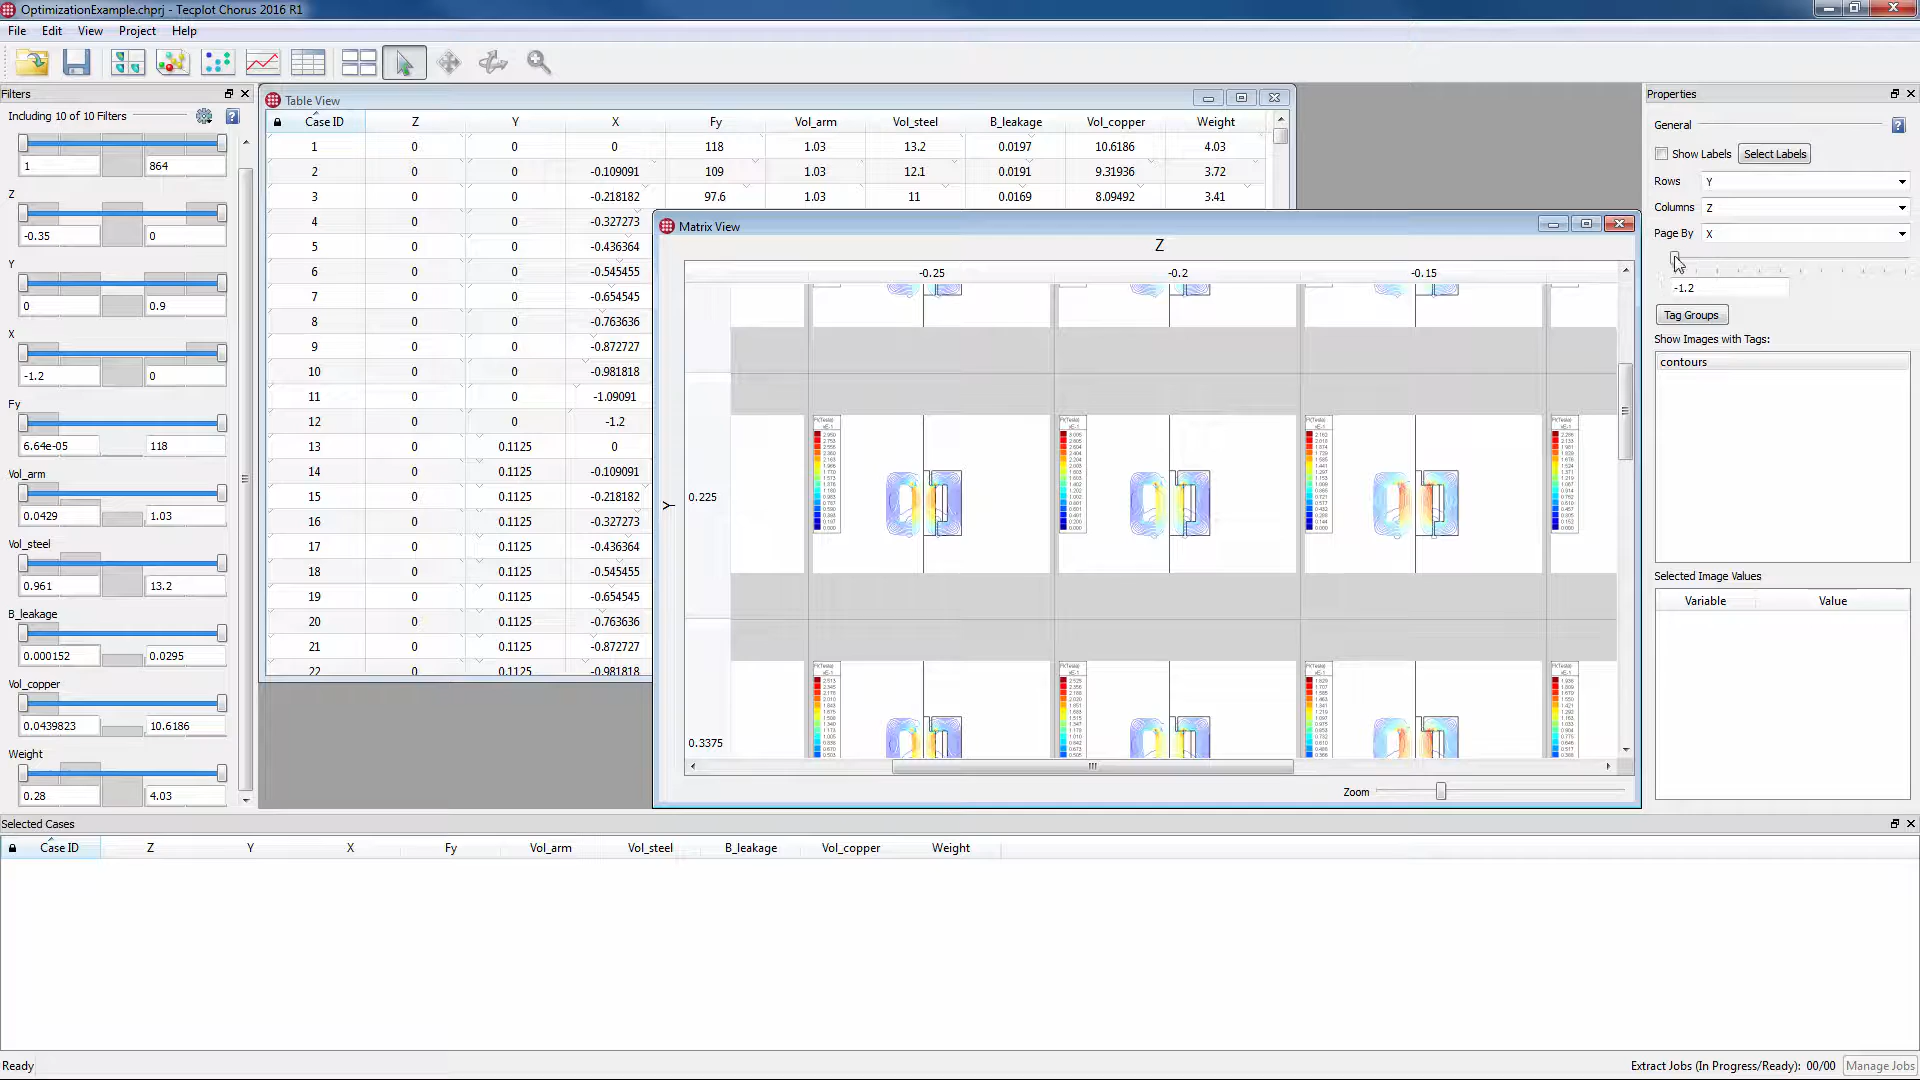 OptimizationExample.chprj - Tecplot Chorus 2016 R1
File Edit View Project Help
Filters
Including 10 of 10 Filters
1 864
Z
-0.35 0
Y
0 0.9
X
-1.2 0
Fy
6.64e-05 118
Vol_arm
0.0429 1.03
Vol_steel
0.961 13.2
B_leakage
0.000152 0.0295
Vol_copper
0.0439823 10.6186
Weight
0.28 4.03
Table View
Case ID Z Y X Fy Vol_arm Vol_steel B_leakage Vol_copper Weight
1 0 0 0 118 1.03 13.2 0.0197 10.6186 4.03
2 0 0 -0.109091 109 1.03 12.1 0.0191 9.31936 3.72
3 0 0 -0.218182 97.6 1.03 11 0.0169 8.09492 3.41
4 0 0 -0.327273
5 0 0 -0.436364
6 0 0 -0.545455
7 0 0 -0.654545
8 0 0 -0.763636
9 0 0 -0.872727
10 0 0 -0.981818
11 0 0 -1.09091
12 0 0 -1.2
13 0 0.1125 0
14 0 0.1125 -0.109091
15 0 0.1125 -0.218182
16 0 0.1125 -0.327273
17 0 0.1125 -0.436364
18 0 0.1125 -0.545455
19 0 0.1125 -0.654545
20 0 0.1125 -0.763636
21 0 0.1125 -0.872727
22 0 0.1125 -0.981818
Matrix View
Z
-0.25 -0.2 -0.15
Y
0.225
0.3375
Zoom
Properties
General
Show Labels Select Labels
Rows Y
Columns Z
Page By X
-1.2
Tag Groups
Show Images with Tags:
contours
Selected Image Values
Variable Value
Selected Cases
Case ID Z Y X Fy Vol_arm Vol_steel B_leakage Vol_copper Weight
Ready
Extract Jobs (In Progress/Ready): 00/00 Manage Jobs